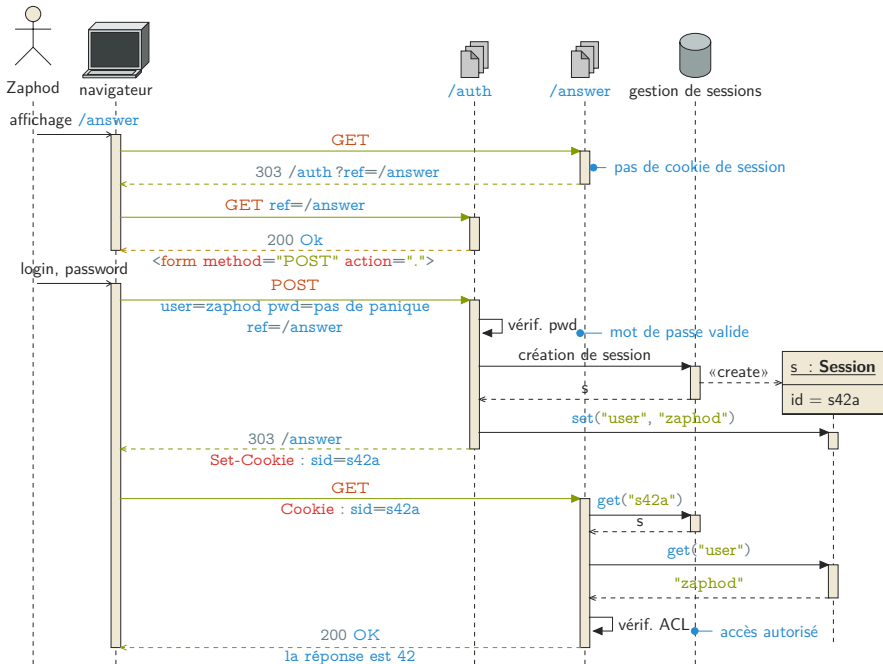 Zaphod
navigateur
/auth
/answer
gestion de sessions
affichage /answer
GET
pas de cookie de session
303 /auth ?ref=/answer
GET ref=/answer
200 Ok
<form method="POST" action=".">
login, password
POST
user=zaphod pwd=pas de panique
ref=/answer
vérif. pwd
mot de passe valide
création de session
«create»
s : Session
id = s42a
s
set("user", "zaphod")
303 /answer
Set-Cookie : sid=s42a
GET
Cookie : sid=s42a
get("s42a")
s
get("user")
"zaphod"
vérif. ACL
accès autorisé
200 OK
la réponse est 42